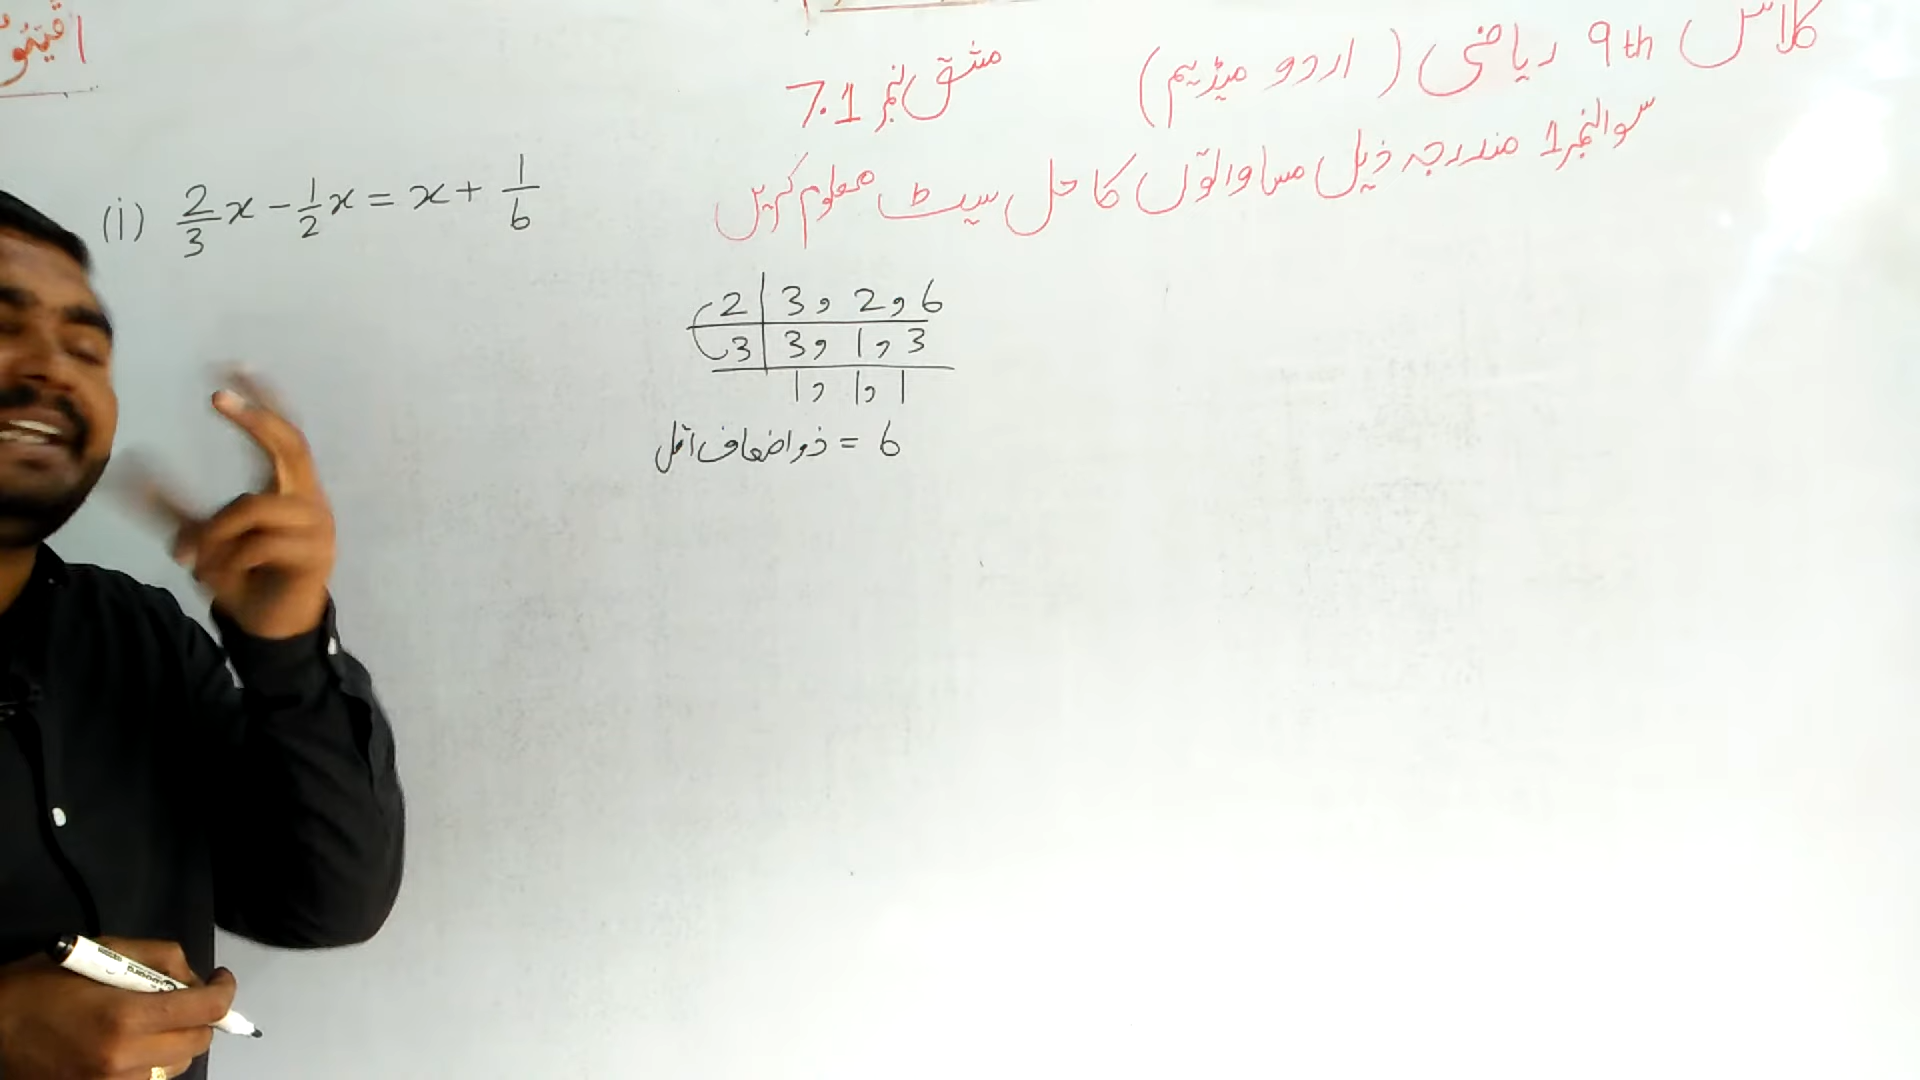 کلاس 9th ریاضی (اردو میڈیم) مشق نمبر 7.1
سوالنمبر 1 مندرجہ ذیل مساواتوں کا حل سیٹ معلوم کریں
(i) 2/3 x - 1/2 x = x + 1/6
2 | 3, 2, 6
3 | 3, 1, 3
1, 1, 1
ذواضعاف اقل = 6